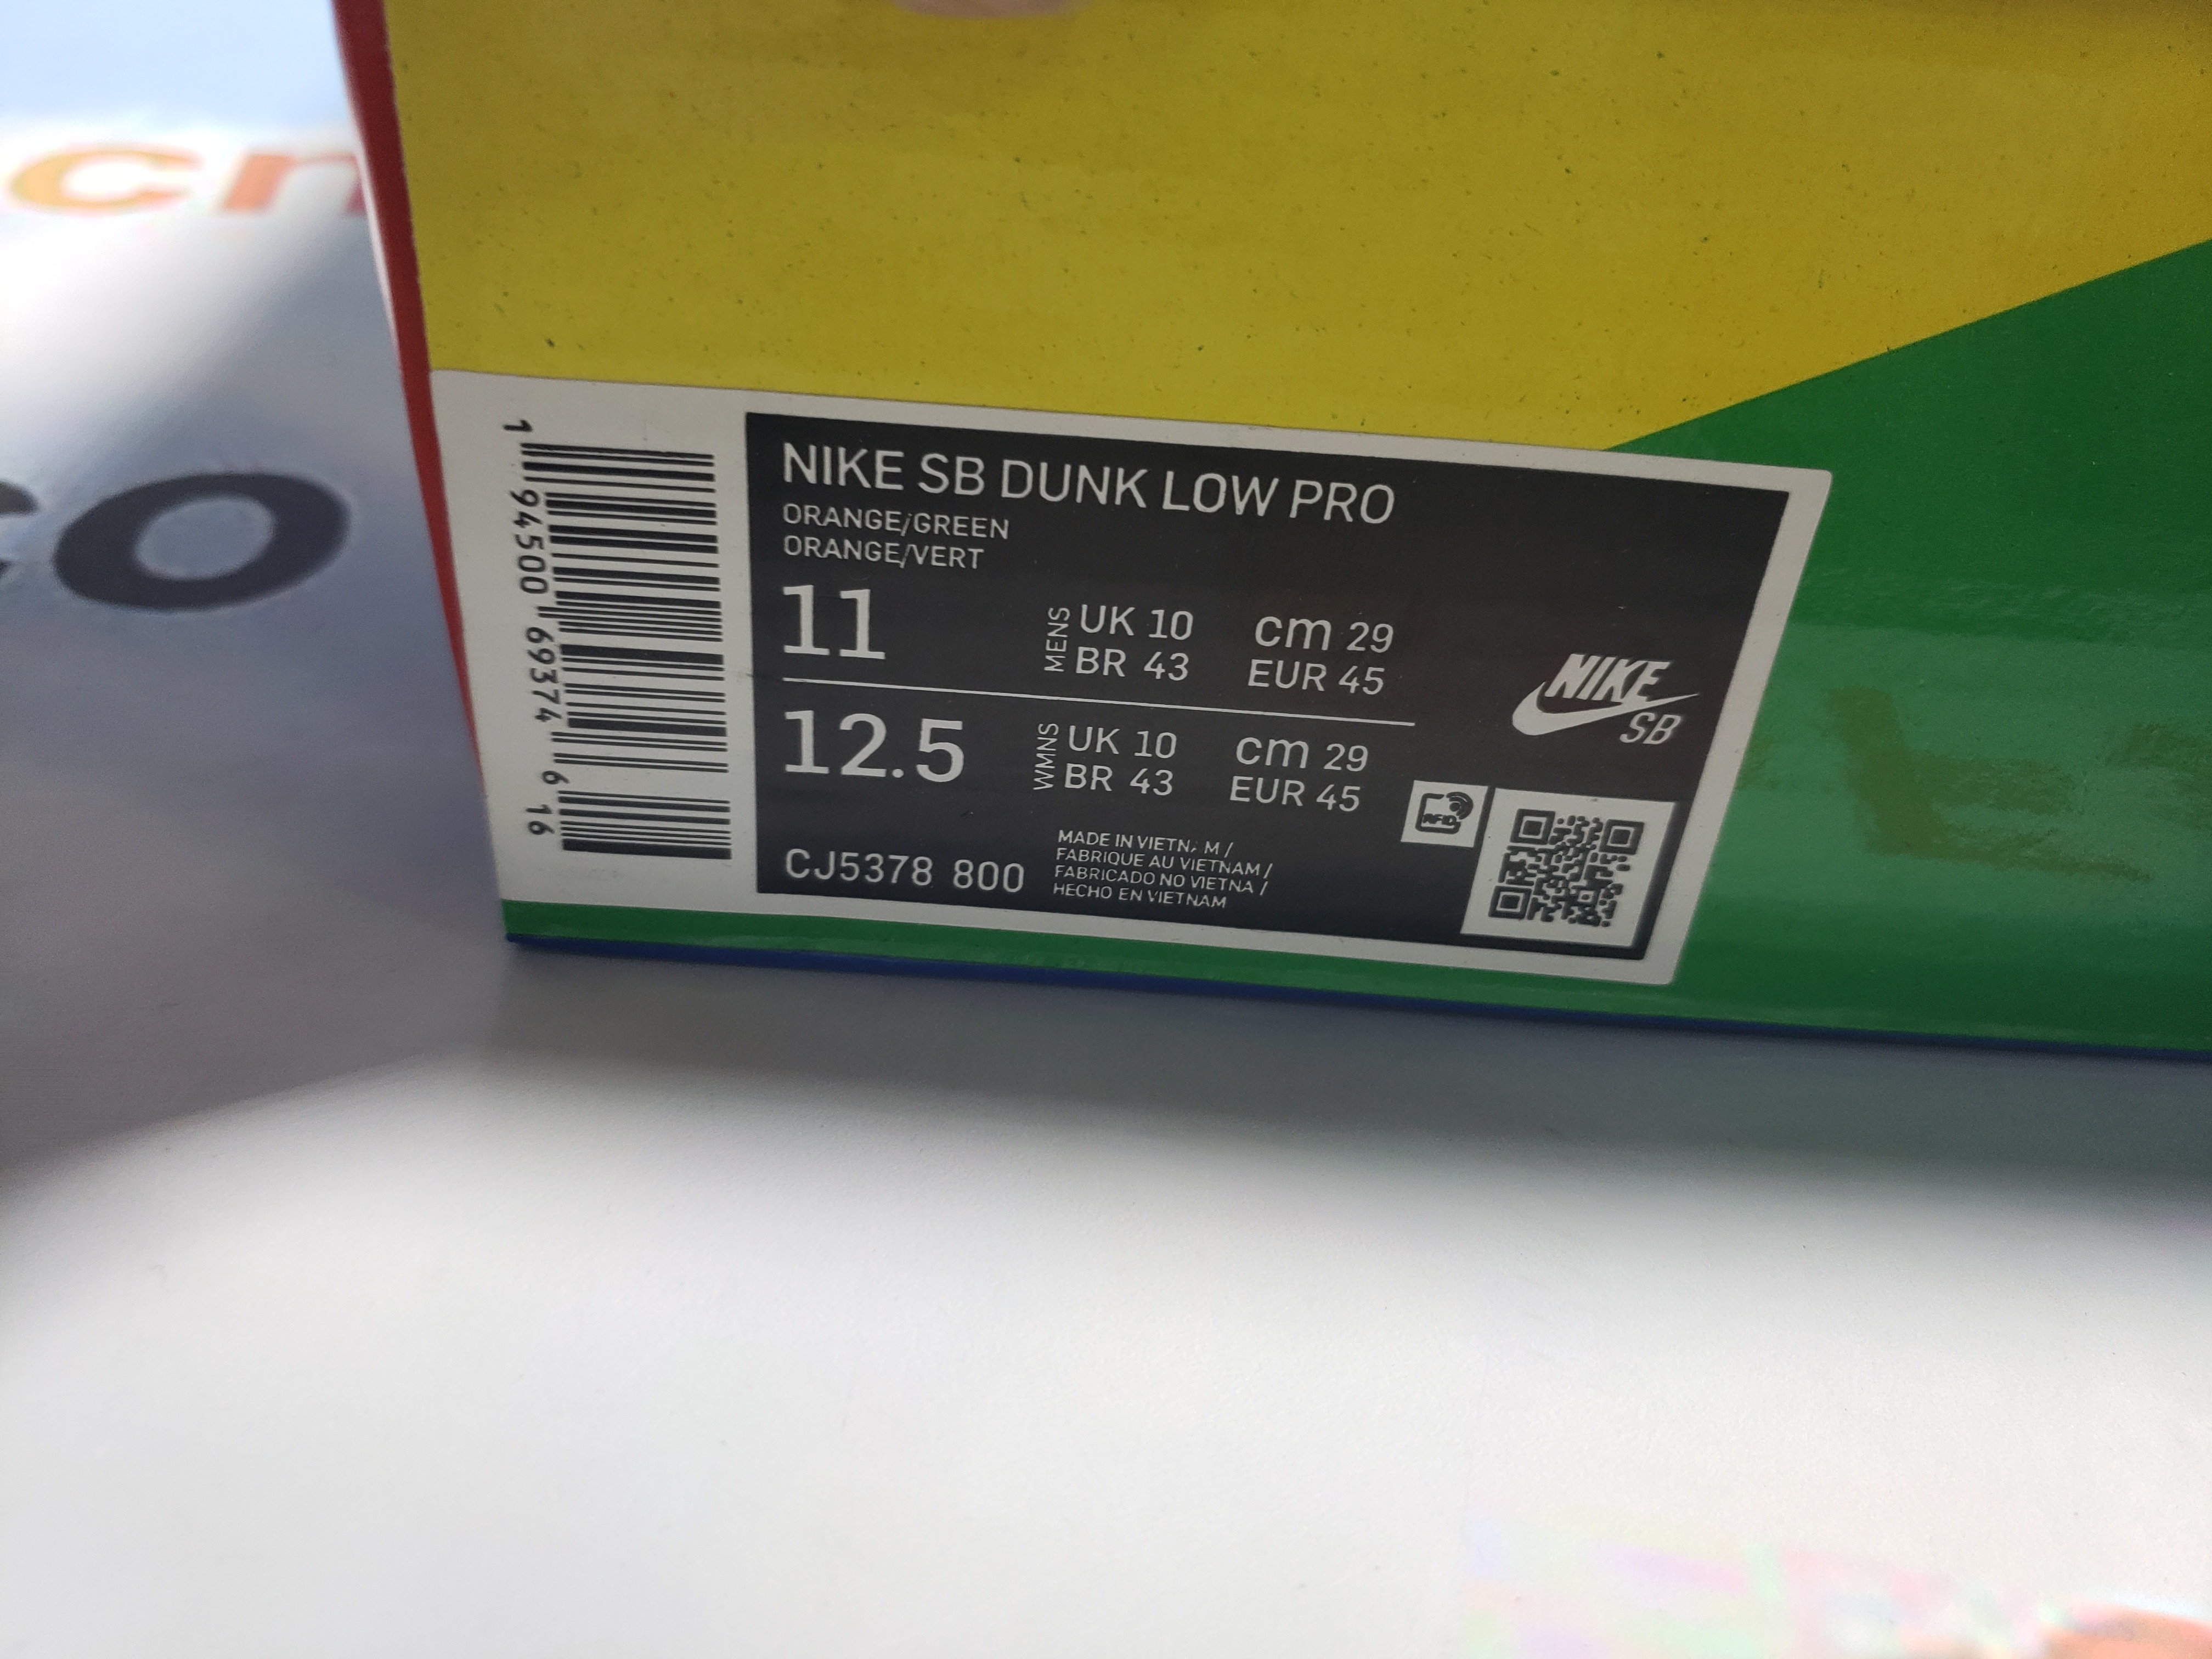 cn
O
1 94500 69374 6 16
NIKE SB DUNK LOW PRO
ORANGE/GREEN
ORANGE/VERT
11
MENS
UK 10 cm 29
BR 43 EUR 45
12.5
WMNS
UK 10 cm 29
BR 43 EUR 45
NIKE
SB
RFID
CJ5378 800
MADE IN VIETN M /
FABRIQUE AU VIETNAM /
FABRICADO NO VIETNA /
HECHO EN VIETNAM